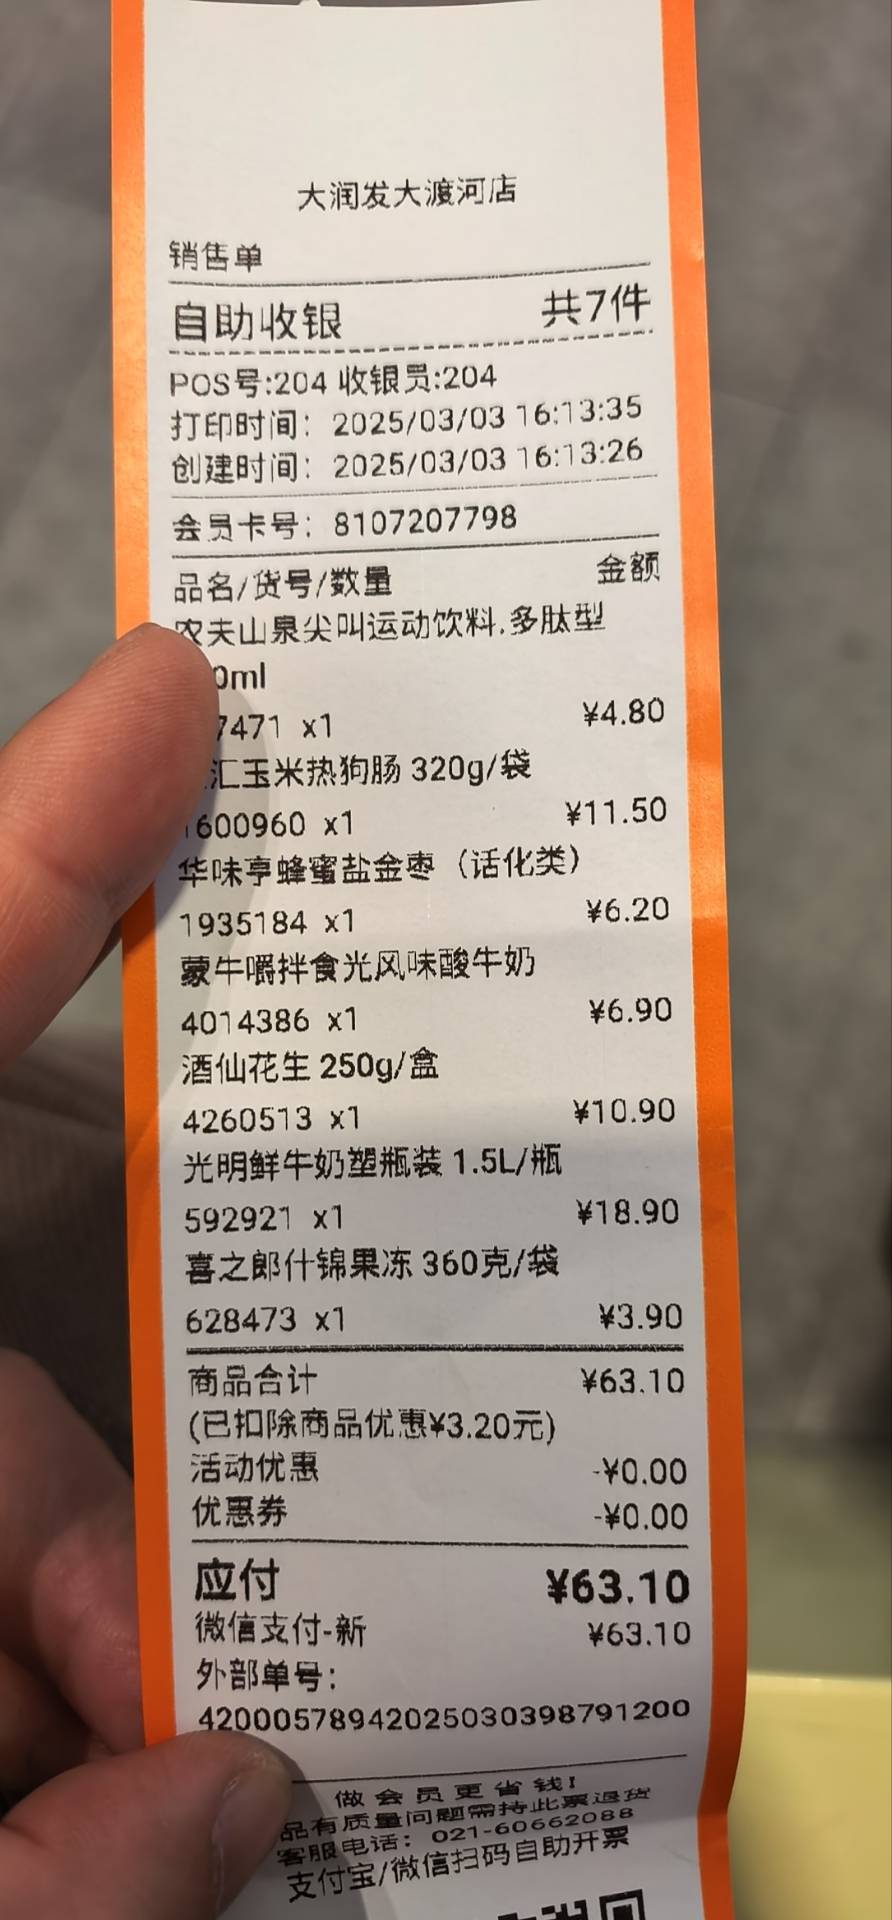 大润发大渡河店
销售单
自助收银 共7件
POS号:204 收银员:204
打印时间: 2025/03/03 16:13:35
创建时间: 2025/03/03 16:13:26
会员卡号: 8107207798
品名/货号/数量 金额
农夫山泉尖叫运动饮料.多肽型
0ml
7471 x1 ¥4.80
汇玉米热狗肠 320g/袋
1600960 x1 ¥11.50
华味亨蜂蜜盐金枣（话化类）
1935184 x1 ¥6.20
蒙牛嚼拌食光风味酸牛奶
4014386 x1 ¥6.90
酒仙花生 250g/盒
4260513 x1 ¥10.90
光明鲜牛奶塑瓶装 1.5L/瓶
592921 x1 ¥18.90
喜之郎什锦果冻 360克/袋
628473 x1 ¥3.90
商品合计 ¥63.10
(已扣除商品优惠¥3.20元)
活动优惠 -¥0.00
优惠券 -¥0.00
应付 ¥63.10
微信支付-新 ¥63.10
外部单号:
42000578942025030398791200
做会员更省钱!
品有质量问题需持此票退货
客服电话: 021-60662088
支付宝/微信扫码自助开票